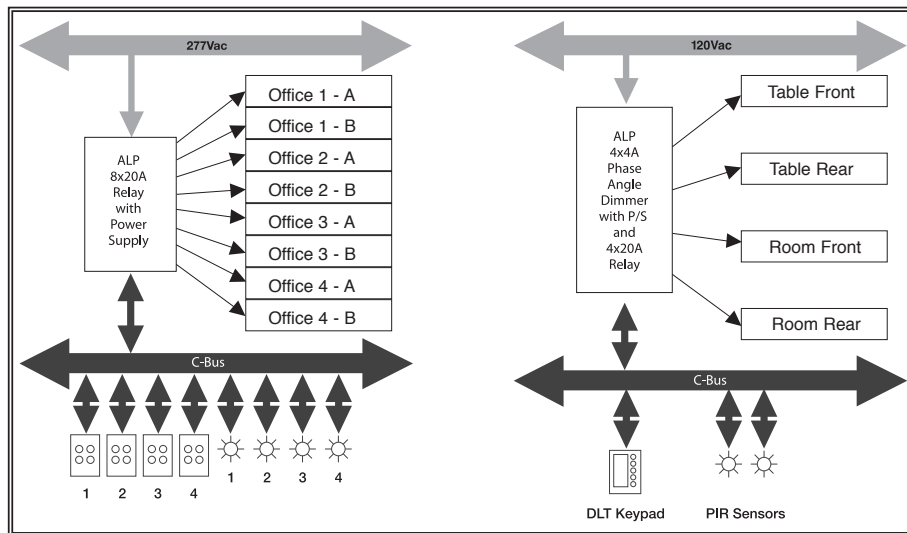 277Vac
ALP
8x20A
Relay
with
Power
Supply
Office 1 - A
Office 1 - B
Office 2 - A
Office 2 - B
Office 3 - A
Office 3 - B
Office 4 - A
Office 4 - B
C-Bus
1 2 3 4 1 2 3 4
120Vac
ALP
4x4A
Phase
Angle
Dimmer
with P/S
and
4x20A
Relay
Table Front
Table Rear
Room Front
Room Rear
C-Bus
DLT Keypad PIR Sensors